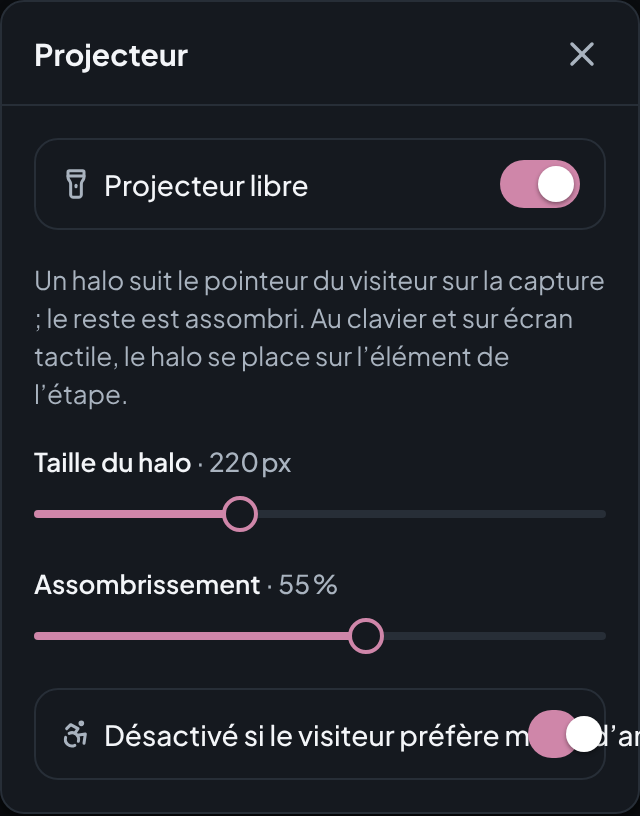 Projecteur
Projecteur libre
Un halo suit le pointeur du visiteur sur la capture
; le reste est assombri. Au clavier et sur écran
tactile, le halo se place sur l’élément de
l’étape.
Taille du halo · 220 px
Assombrissement · 55 %
Désactivé si le visiteur préfère